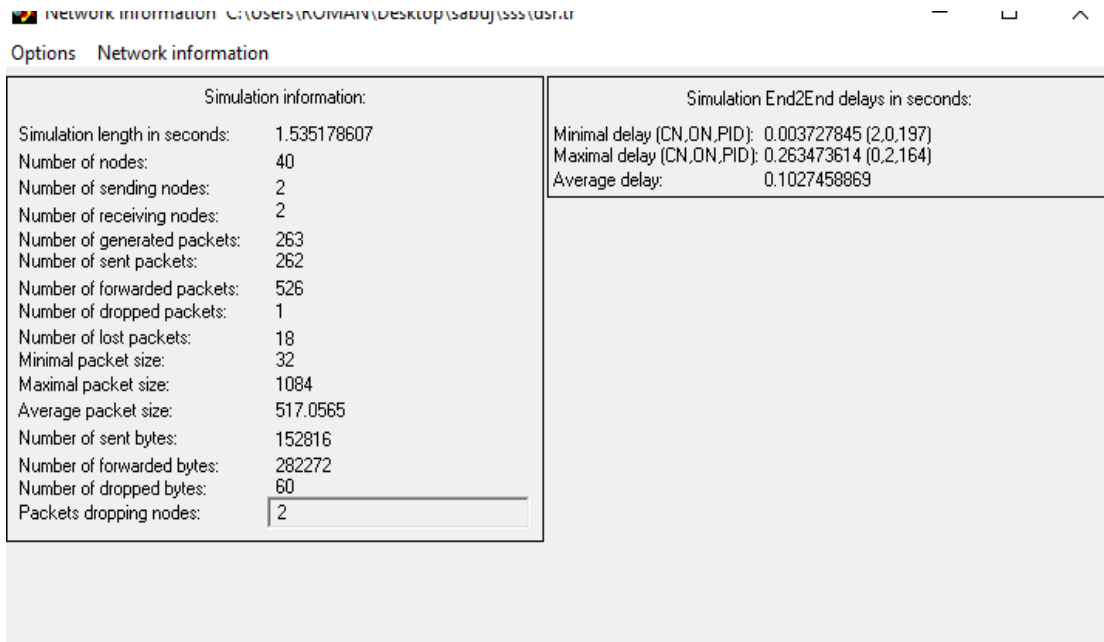 Network information C:\Users\ROMAN\Desktop\sabuj\sss\dsr.tr
Options Network information
Simulation information:
Simulation length in seconds: 1.535178607
Number of nodes: 40
Number of sending nodes: 2
Number of receiving nodes: 2
Number of generated packets: 263
Number of sent packets: 262
Number of forwarded packets: 526
Number of dropped packets: 1
Number of lost packets: 18
Minimal packet size: 32
Maximal packet size: 1084
Average packet size: 517.0565
Number of sent bytes: 152816
Number of forwarded bytes: 282272
Number of dropped bytes: 60
Packets dropping nodes: 2
Simulation End2End delays in seconds:
Minimal delay (CN,ON,PID): 0.003727845 (2,0,197)
Maximal delay (CN,ON,PID): 0.263473614 (0,2,164)
Average delay: 0.1027458869